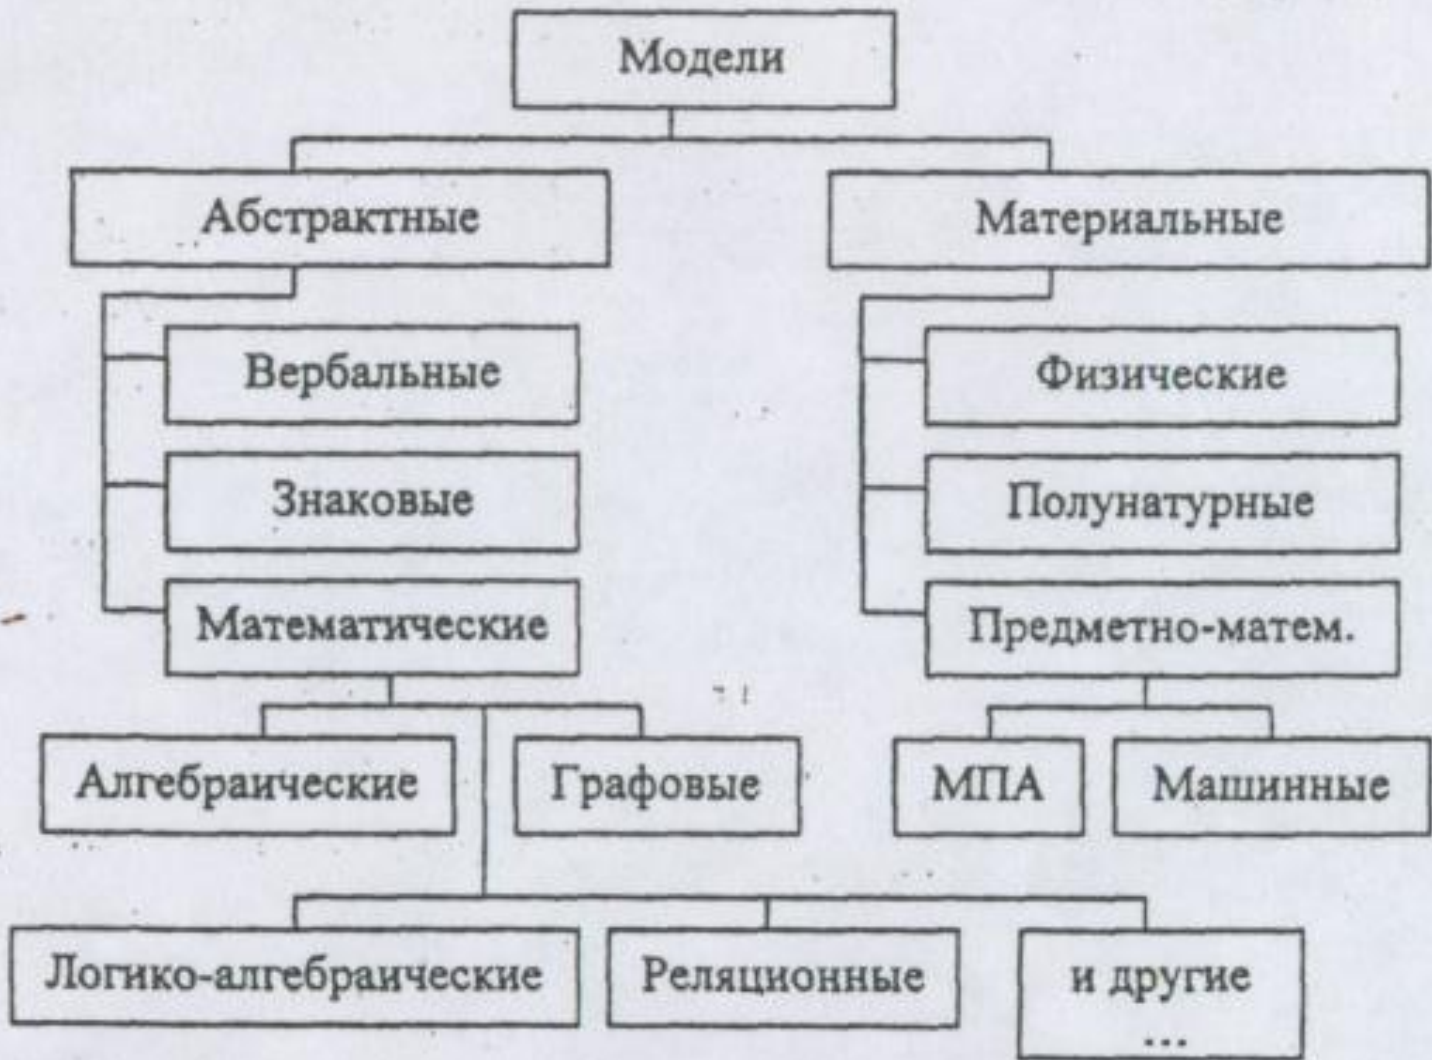 Модели
Абстрактные
Материальные
Вербальные
Физические
Знаковые
Полунатурные
Математические
Предметно-матем.
Алгебраические
Графовые
МПА
Машинные
Логико-алгебраические
Реляционные
и другие
...